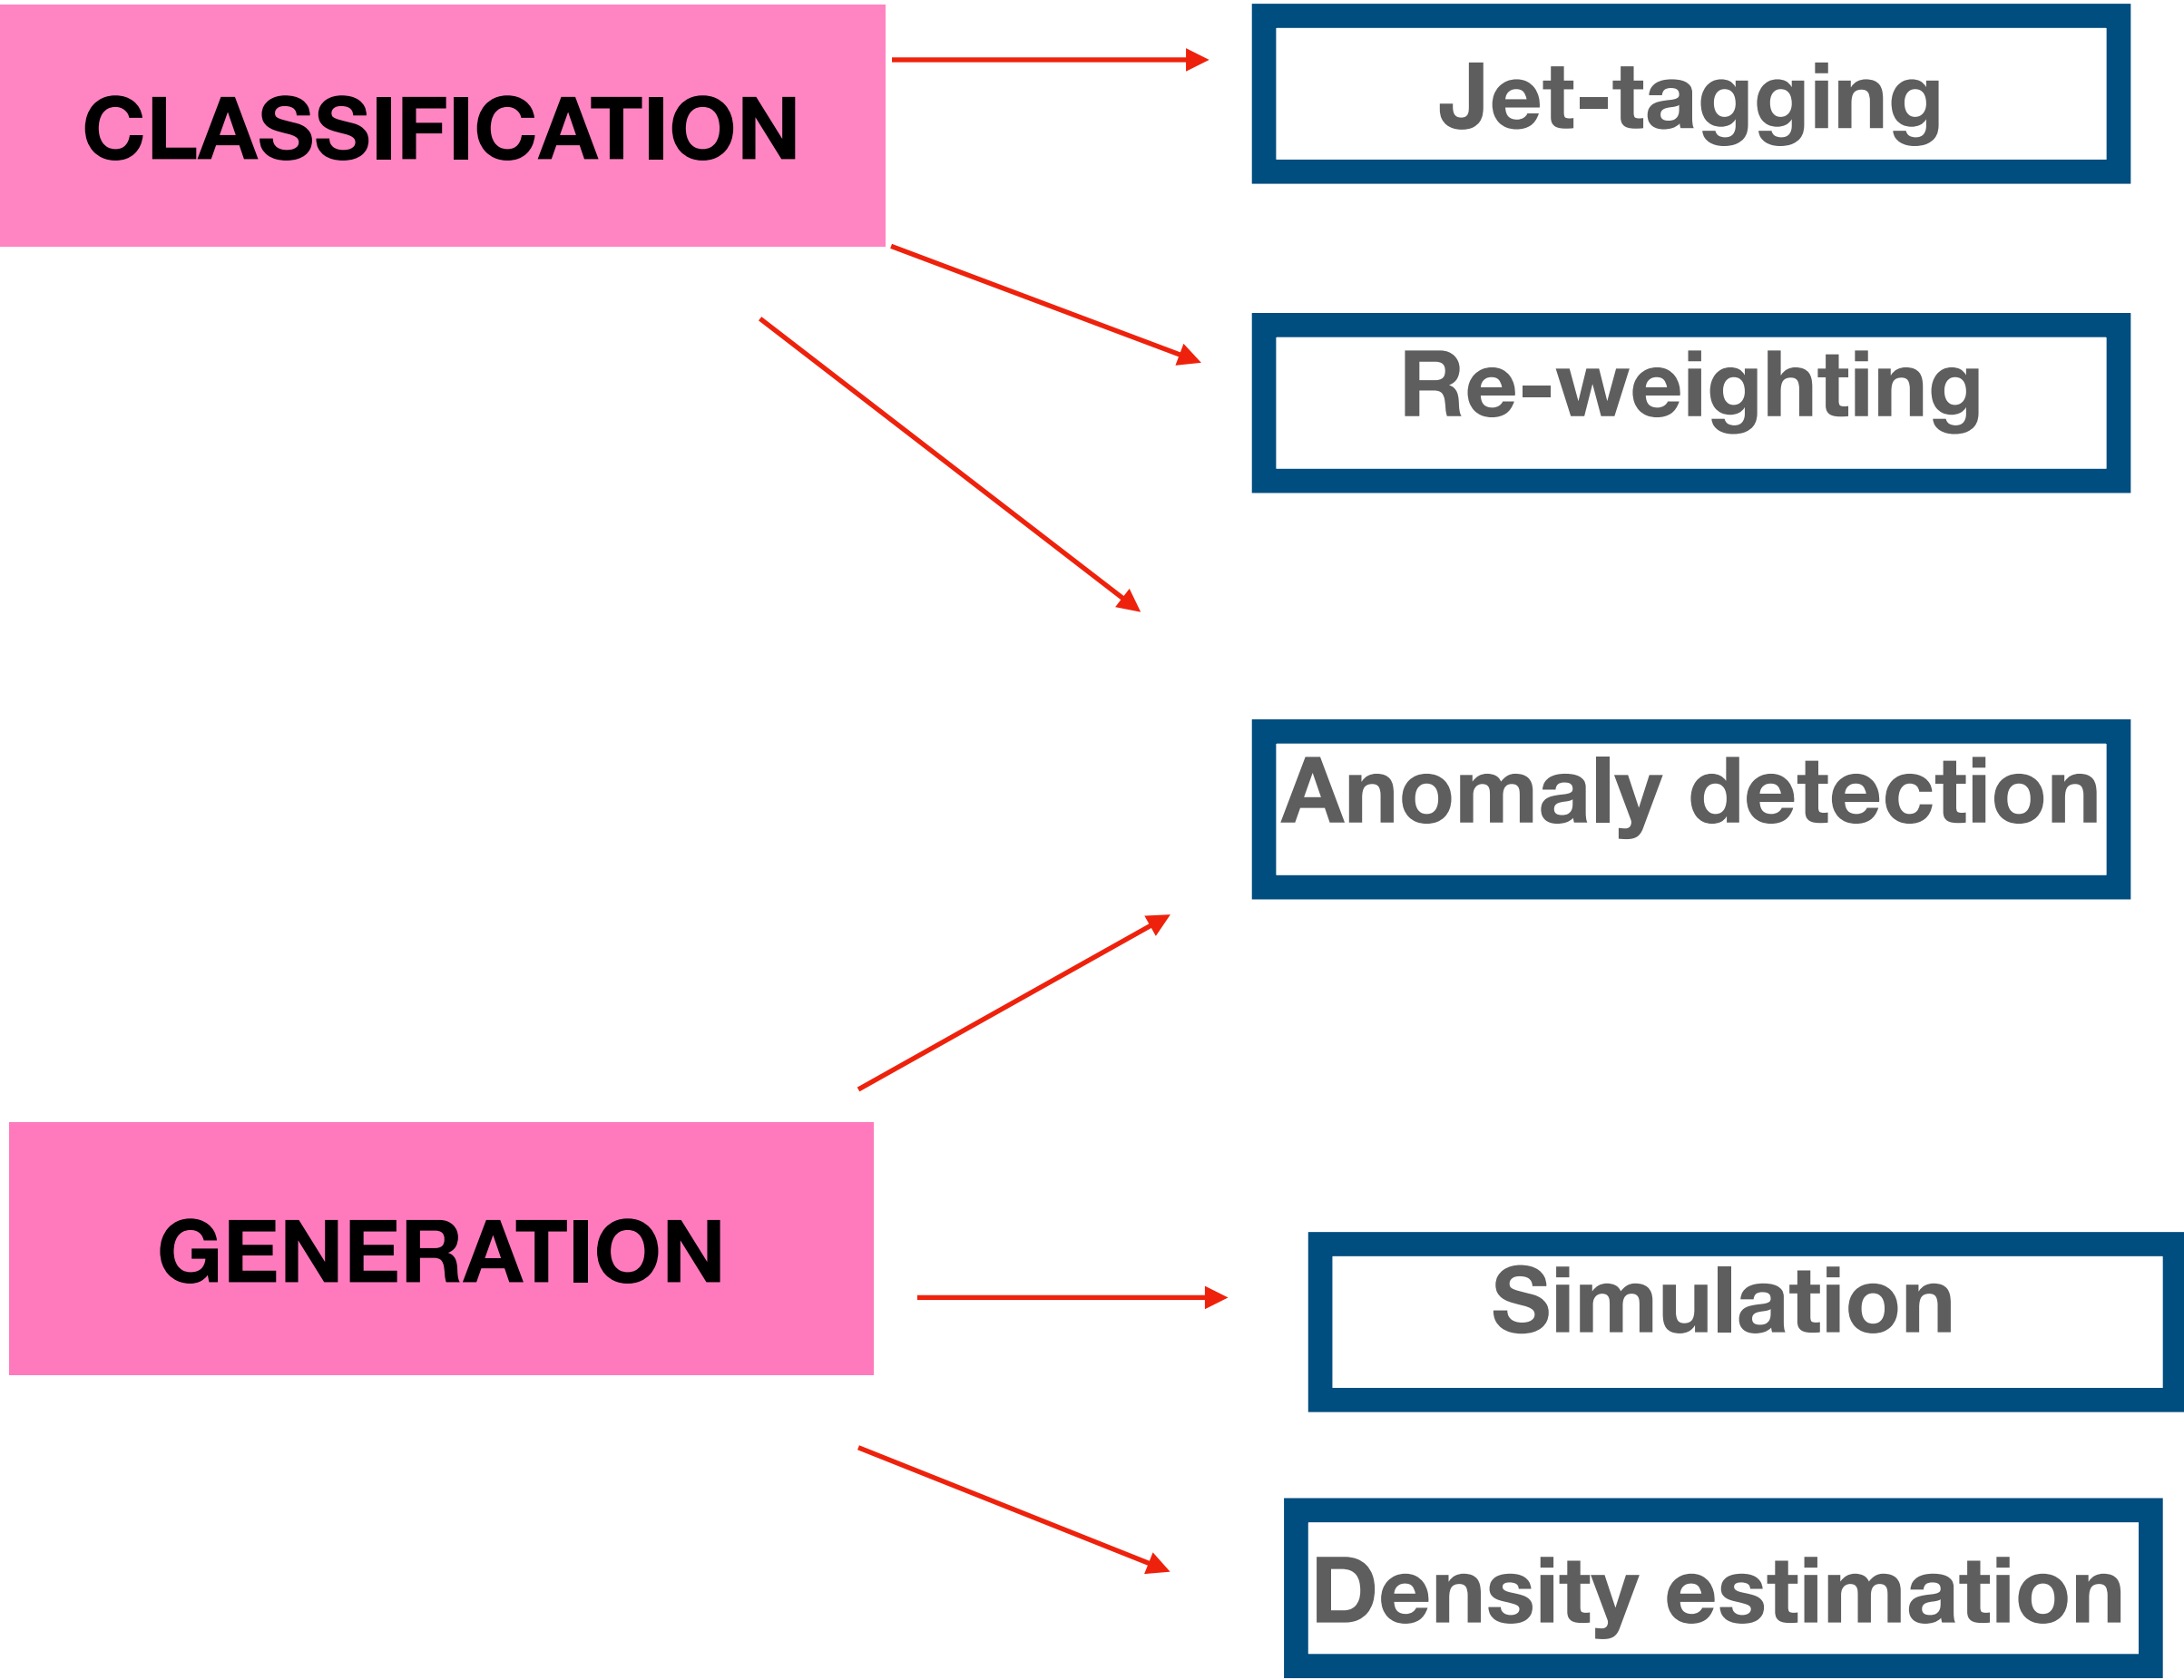 CLASSIFICATION
Jet-tagging
Re-weighting
Anomaly detection
GENERATION
Simulation
Density estimation